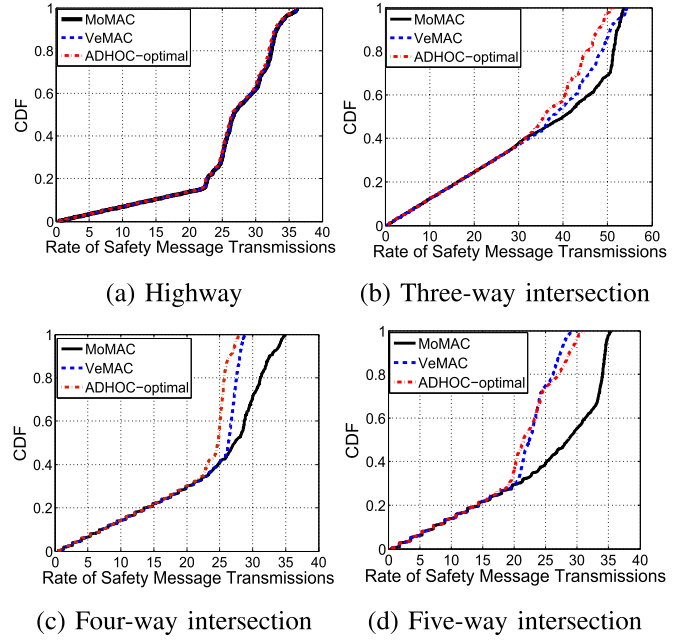 1
0.8
0.6
0.4
0.2
0 5 10 15 20 25 30 35 40
CDF
MoMAC
VeMAC
ADHOC−optimal
Rate of Safety Message Transmissions
(a) Highway
1
0.8
0.6
0.4
0.2
0 10 20 30 40 50 60
CDF
MoMAC
VeMAC
ADHOC−optimal
Rate of Safety Message Transmissions
(b) Three-way intersection
1
0.8
0.6
0.4
0.2
0
0 5 10 15 20 25 30 35 40
CDF
MoMAC
VeMAC
ADHOC−optimal
Rate of Safety Message Transmissions
(c) Four-way intersection
1
0.8
0.6
0.4
0.2
0
0 5 10 15 20 25 30 35 40
CDF
MoMAC
VeMAC
ADHOC−optimal
Rate of Safety Message Transmissions
(d) Five-way intersection